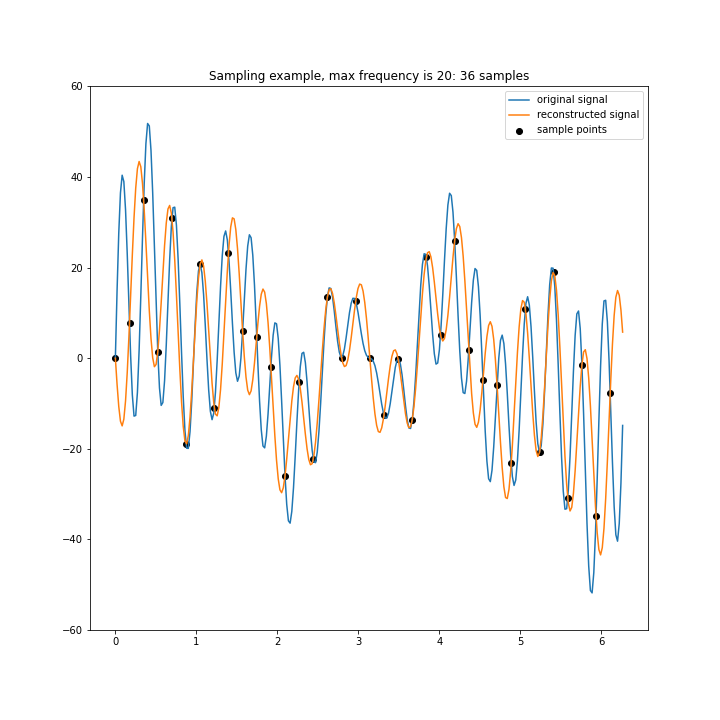 Sampling example, max frequency is 20: 36 samples
original signal
reconstructed signal
sample points
60
40
20
0
−20
−40
−60
0 1 2 3 4 5 6